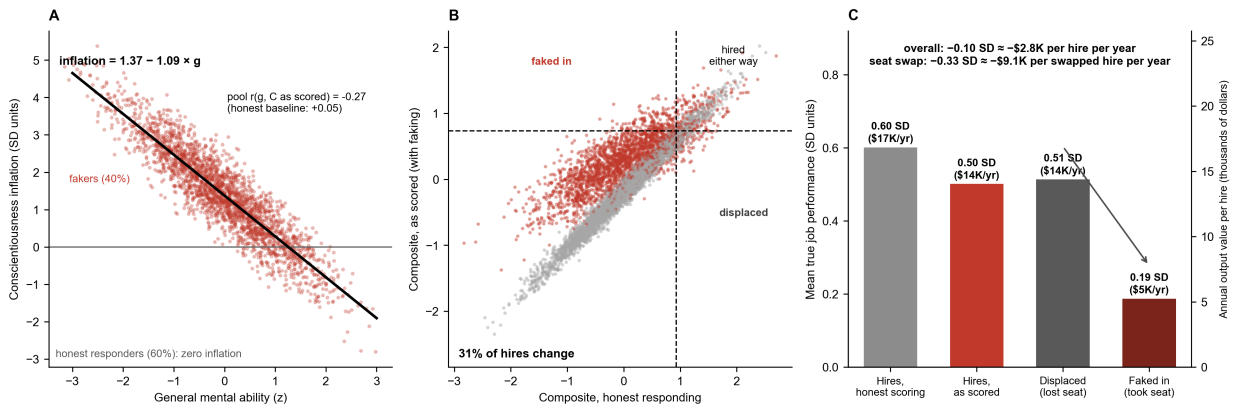 A
inflation = 1.37 − 1.09 × g
pool r(g, C as scored) = -0.27
(honest baseline: +0.05)
fakers (40%)
honest responders (60%): zero inflation
Conscientiousness inflation (SD units)
5
4
3
2
1
0
−1
−2
−3
−3
−2
−1
0
1
2
3
General mental ability (z)
B
faked in
hired
either way
displaced
31% of hires change
Composite, as scored (with faking)
2
1
0
−1
−2
−3
−2
−1
0
1
2
Composite, honest responding
C
overall: −0.10 SD ≈ −$2.8K per hire per year
seat swap: −0.33 SD ≈ −$9.1K per swapped hire per year
0.60 SD
($17K/yr)
0.50 SD
($14K/yr)
0.51 SD
($14K/yr)
0.19 SD
($5K/yr)
Mean true job performance (SD units)
0.8
0.6
0.4
0.2
0.0
Hires,
honest scoring
Hires,
as scored
Displaced
(lost seat)
Faked in
(took seat)
25
20
15
10
5
0
Annual output value per hire (thousands of dollars)